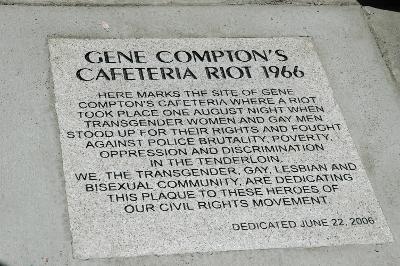 GENE COMPTON'S
CAFETERIA RIOT 1966
HERE MARKS THE SITE OF GENE
COMPTON'S CAFETERIA WHERE A RIOT
TOOK PLACE ONE AUGUST NIGHT WHEN
TRANSGENDER WOMEN AND GAY MEN
STOOD UP FOR THEIR RIGHTS AND FOUGHT
AGAINST POLICE BRUTALITY, POVERTY,
OPPRESSION AND DISCRIMINATION
IN THE TENDERLOIN.
WE, THE TRANSGENDER, GAY, LESBIAN AND
BISEXUAL COMMUNITY, ARE DEDICATING
THIS PLAQUE TO THESE HEROES OF
OUR CIVIL RIGHTS MOVEMENT.
DEDICATED JUNE 22, 2006